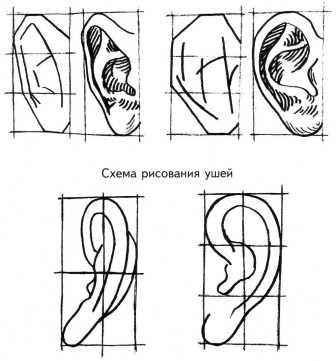 Схема рисования ушей